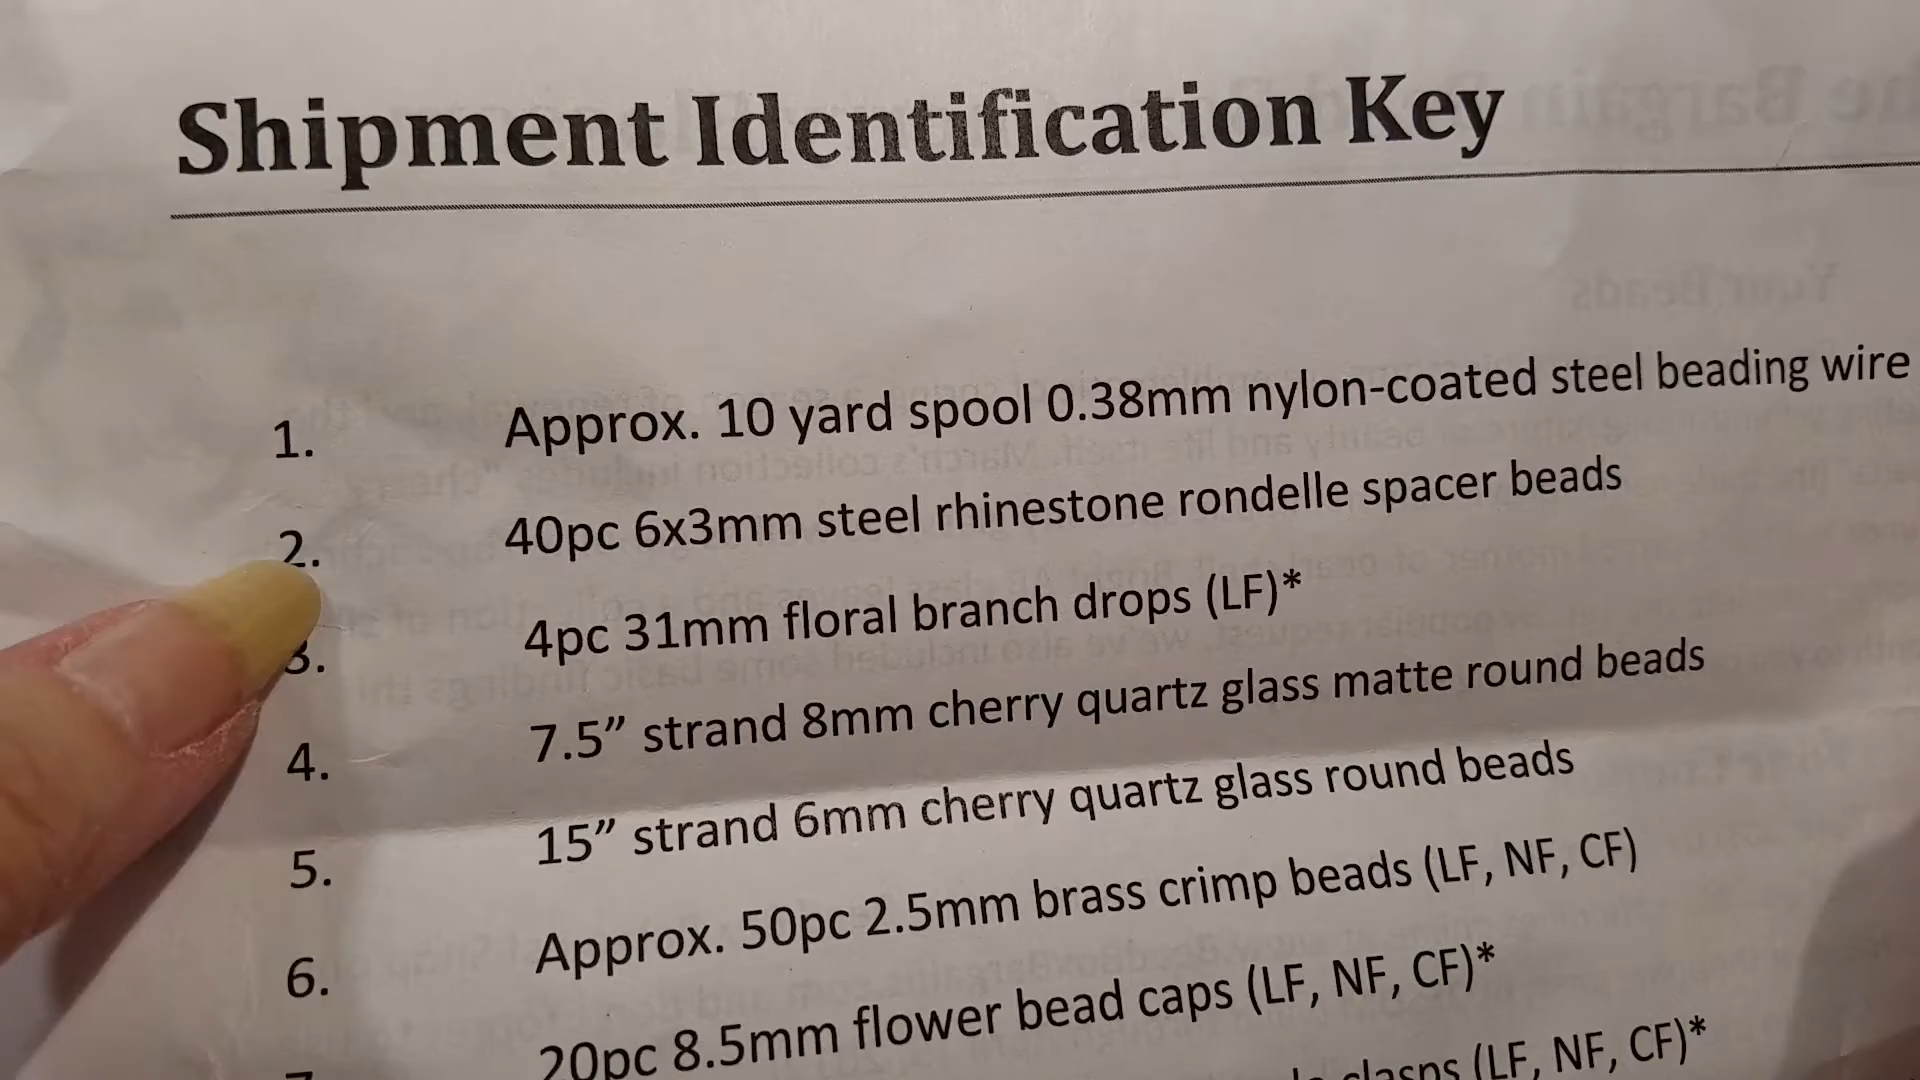 Shipment Identification Key
1. Approx. 10 yard spool 0.38mm nylon-coated steel beading wire
2. 40pc 6x3mm steel rhinestone rondelle spacer beads
3. 4pc 31mm floral branch drops (LF)*
4. 7.5” strand 8mm cherry quartz glass matte round beads
5. 15” strand 6mm cherry quartz glass round beads
6. Approx. 50pc 2.5mm brass crimp beads (LF, NF, CF)
20pc 8.5mm flower bead caps (LF, NF, CF)*
clasps (LF, NF, CF)*